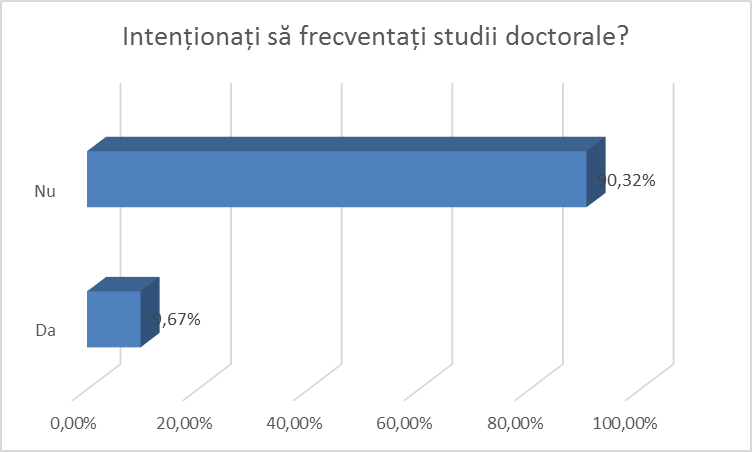 Intenționați să frecventați studii doctorale?
Nu
90,32%
Da
9,67%
0,00%
20,00%
40,00%
60,00%
80,00%
100,00%